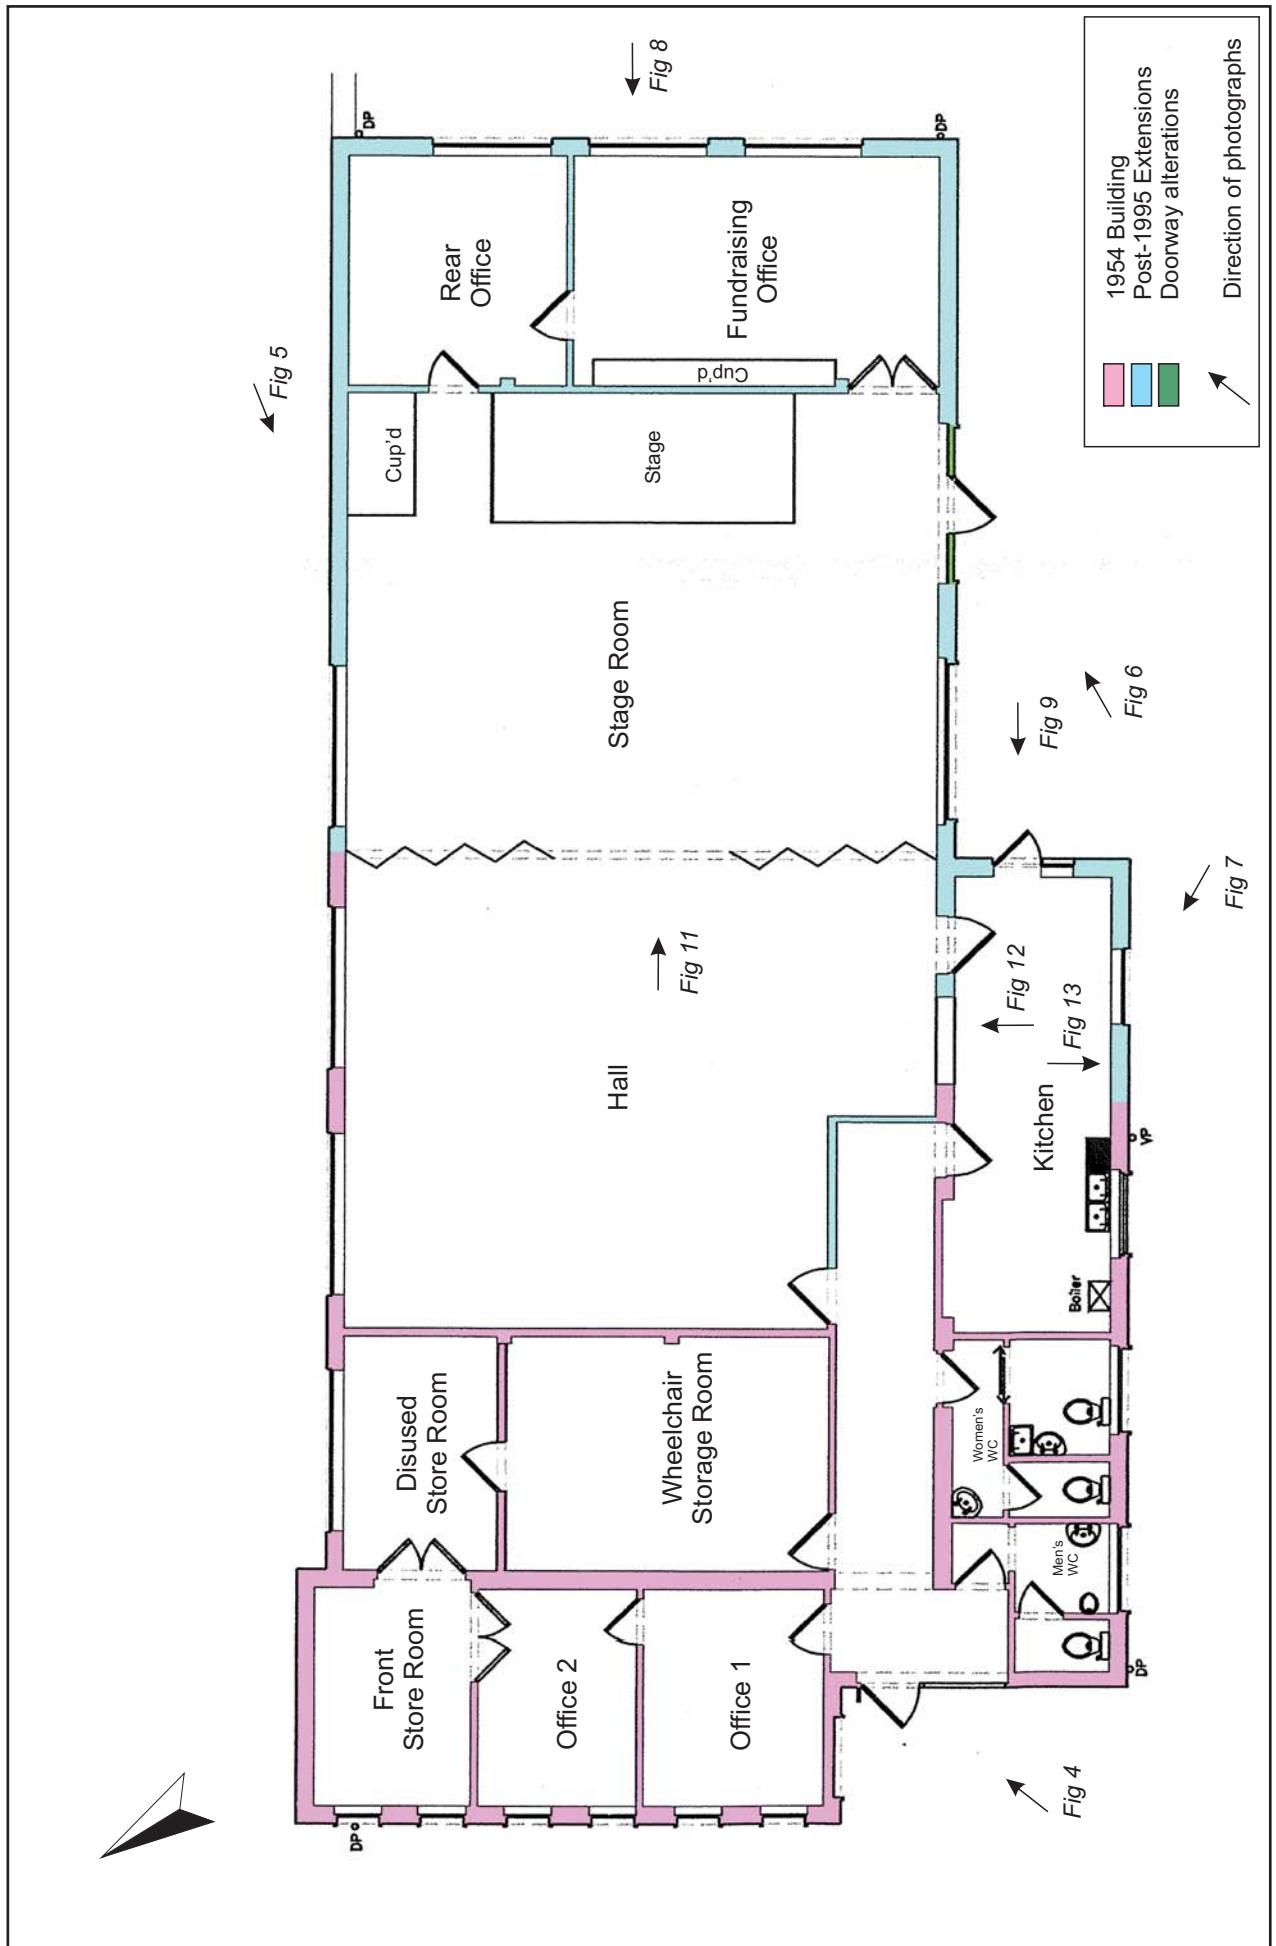 Front
Store Room
Office 2
Office 1
Disused
Store Room
Wheelchair
Storage Room
Men's
WC
Women's
WC
Boiler
Kitchen
Hall
Stage Room
Stage
Cup'd
Cup'd
Rear
Office
Fundraising
Office
DP
DP
VP
DP
DP
Fig 4
Fig 5
Fig 6
Fig 7
Fig 8
Fig 9
Fig 11
Fig 12
Fig 13
1954 Building
Post-1995 Extensions
Doorway alterations
Direction of photographs